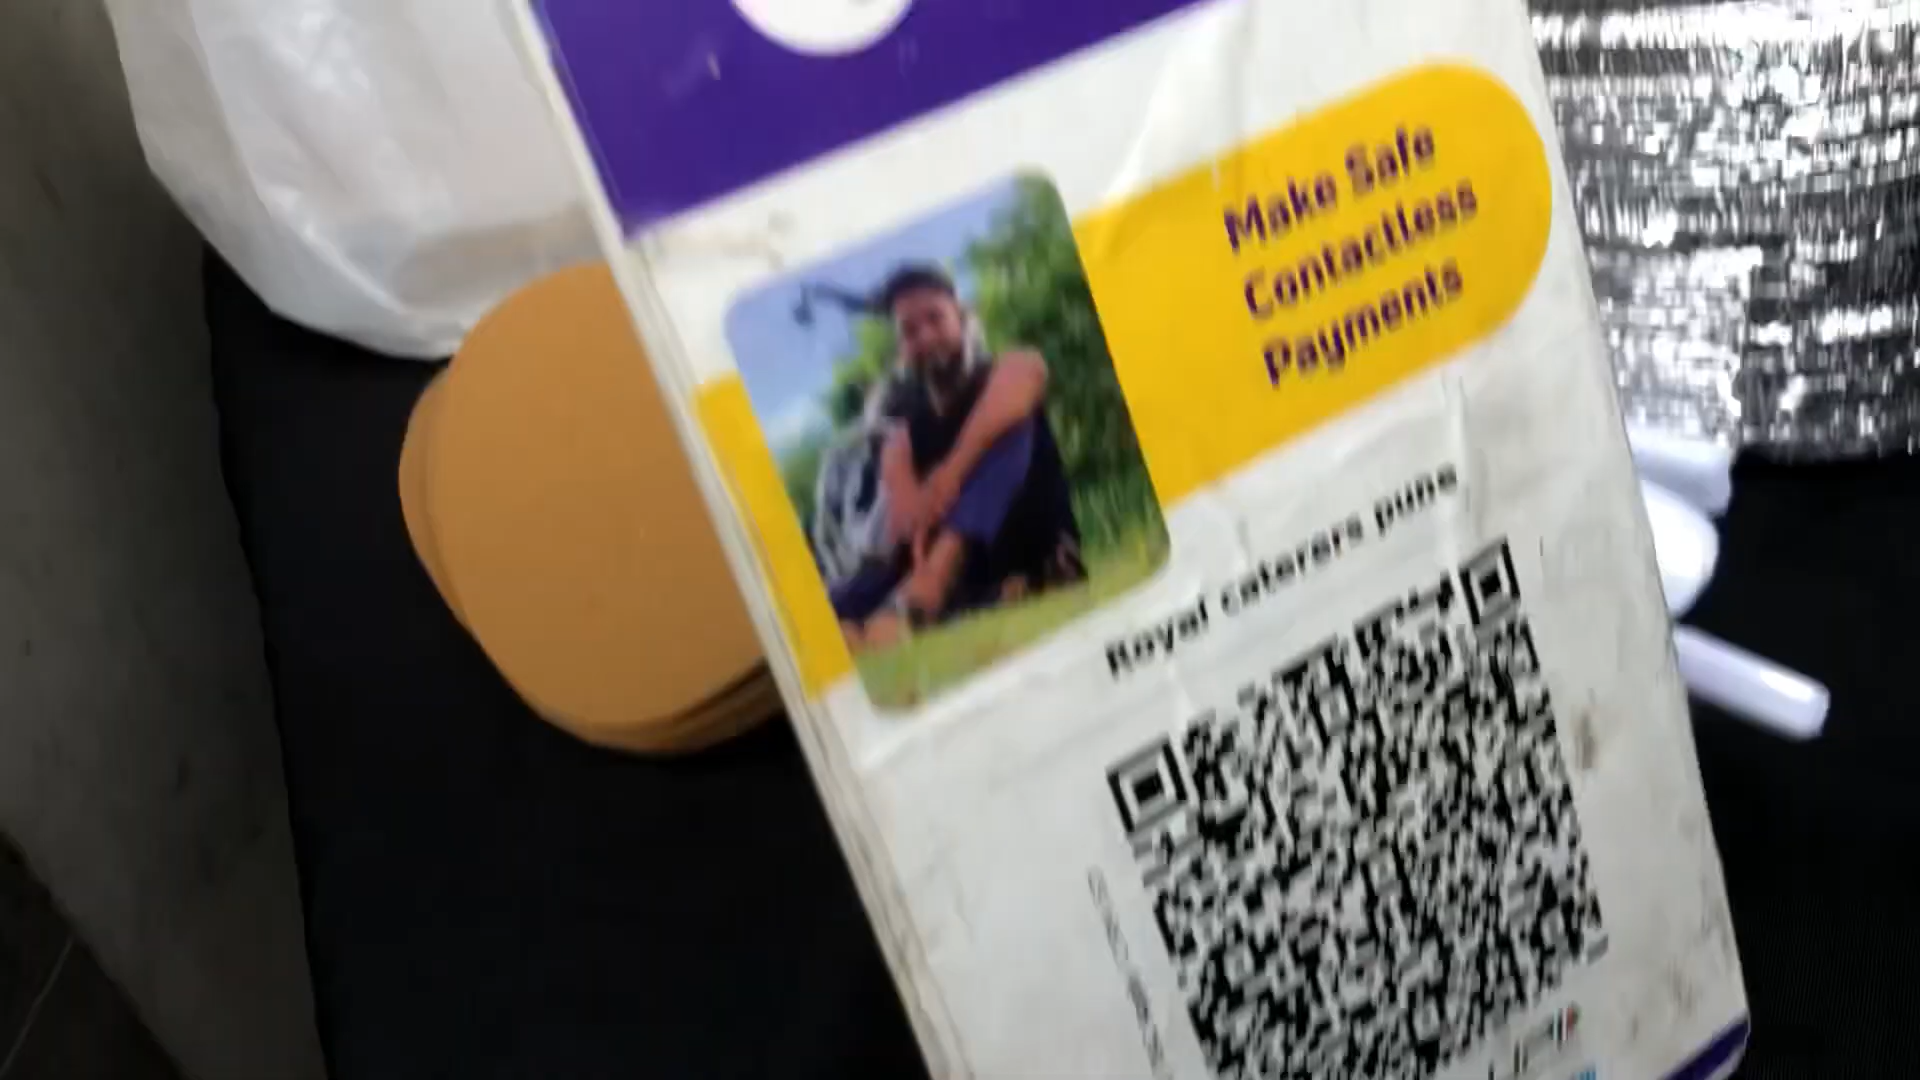 Make Safe
Contactless
Payments
Royal caterers pune